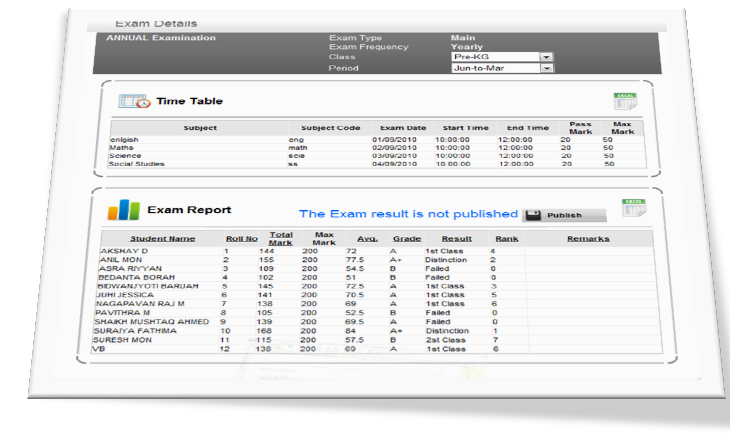 Exam Details
ANNUAL Examination Exam Type Main
Exam Frequency Yearly
Class Pre-KG
Period Jun-to-Mar
Time Table EXCEL
Subject Subject Code Exam Date Start Time End Time Pass Mark Max Mark
enlgish eng 01/09/2010 10:00:00 12:00:00 20 50
Maths math 02/09/2010 10:00:00 12:00:00 20 50
Science scie 03/09/2010 10:00:00 12:00:00 20 50
Social Studies ss 04/09/2010 10:00:00 12:00:00 20 50
Exam Report The Exam result is not published Publish EXCEL
Student Name Roll No Total Mark Max Mark Avg. Grade Result Rank Remarks
AKSHAY D 1 144 200 72 A 1st Class 4
ANIL MON 2 155 200 77.5 A+ Distinction 2
ASRA RIYYAN 3 109 200 54.5 B Failed 0
BEDANTA BORAH 4 102 200 51 B Failed 0
BIDWANJYOTI BARUAH 5 145 200 72.5 A 1st Class 3
JUHI JESSICA 6 141 200 70.5 A 1st Class 5
NAGAPAVAN RAJ M 7 138 200 69 A 1st Class 6
PAVITHRA M 8 105 200 52.5 B Failed 0
SHAIKH MUSHTAQ AHMED 9 139 200 69.5 A Failed 0
SURAIYA FATHIMA 10 168 200 84 A+ Distinction 1
SURESH MON 11 115 200 57.5 B 2st Class 7
VB 12 138 200 69 A 1st Class 6